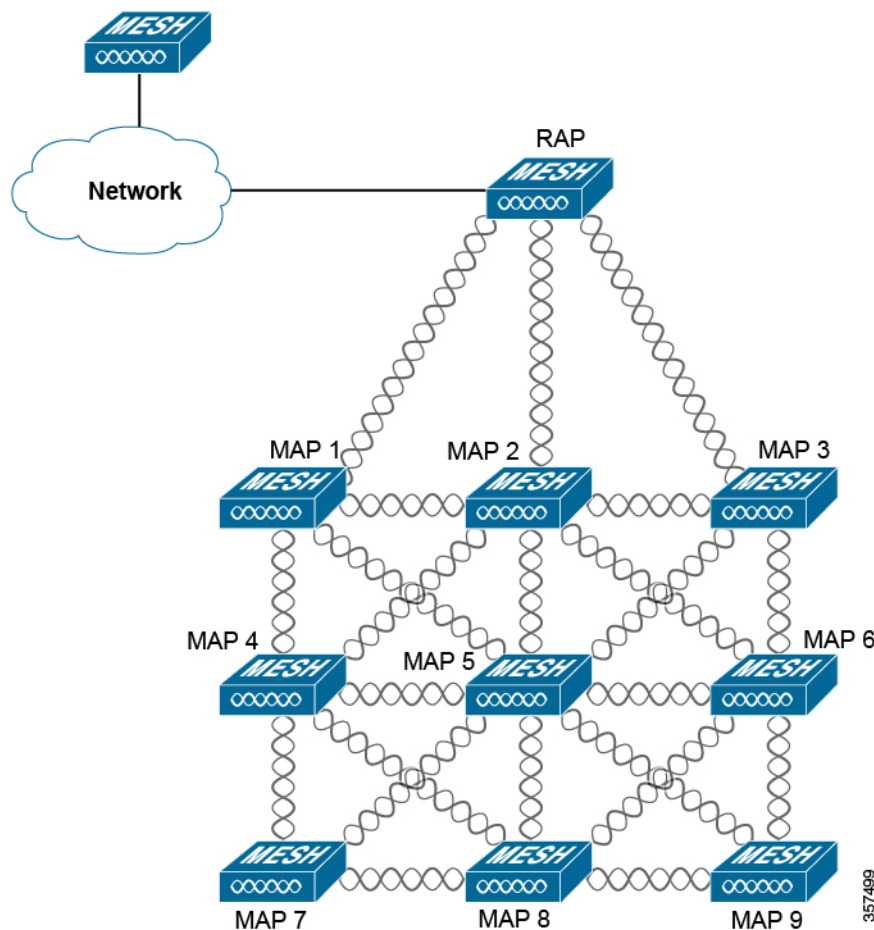 MESH
RAP
MESH
Network
MAP 1
MAP 2
MAP 3
MESH
MESH
MESH
MAP 4
MAP 5
MAP 6
MESH
MESH
MESH
MESH
MESH
MESH
MAP 7
MAP 8
MAP 9
357499